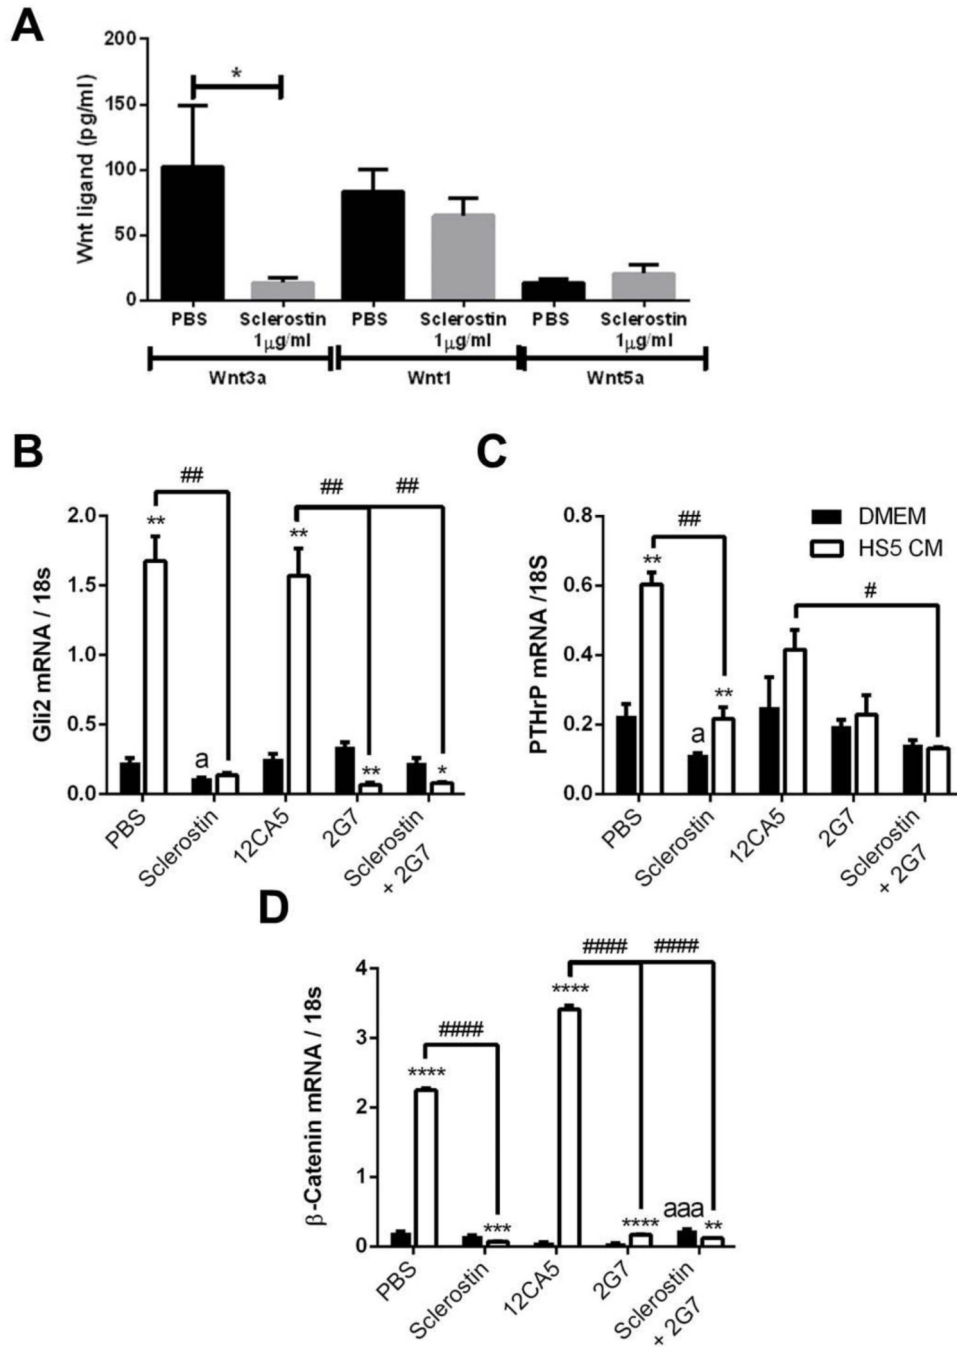 A
Wnt ligand (pg/ml)
200
150
100
50
0
*
PBS Sclerostin PBS Sclerostin PBS Sclerostin
1µg/ml 1µg/ml 1µg/ml
Wnt3a Wnt1 Wnt5a
B
Gli2 mRNA / 18s
2.0
1.5
1.0
0.5
0.0
## ## ##
** **
a ** *
PBS
Sclerostin
12CA5
2G7
Sclerostin
+ 2G7
C
PTHrP mRNA /18S
0.8
0.6
0.4
0.2
0.0
DMEM
HS5 CM
##
**
#
**
a
PBS
Sclerostin
12CA5
2G7
Sclerostin
+ 2G7
D
β-Catenin mRNA / 18s
4
3
2
1
0
#### ####
****
####
****
*** **** aaa **
PBS
Sclerostin
12CA5
2G7
Sclerostin
+ 2G7